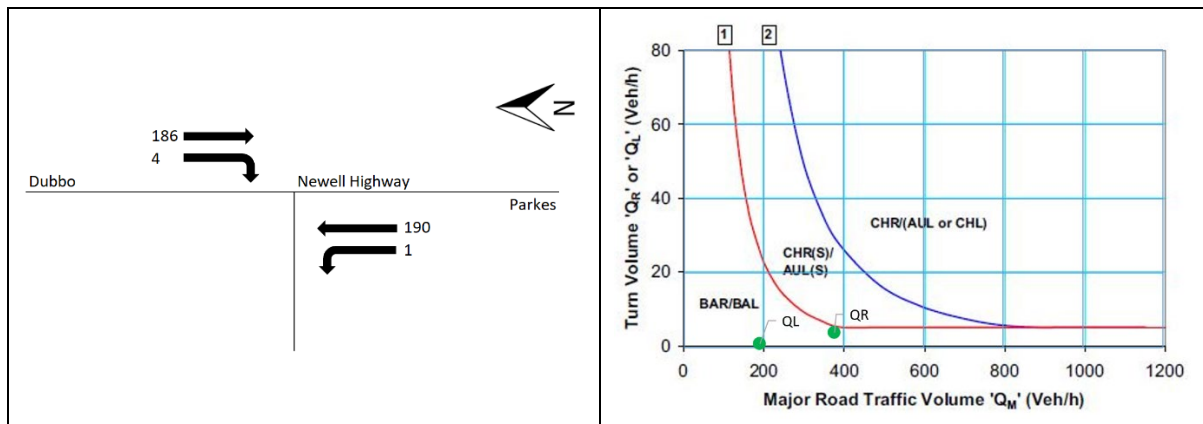 N
186
4
Dubbo
Newell Highway
Parkes
190
1
1
2
80
60
40
20
0
Turn Volume 'QR' or 'QL' (Veh/h)
CHR/(AUL or CHL)
CHR(S)/
AUL(S)
BAR/BAL
QL
QR
0
200
400
600
800
1000
1200
Major Road Traffic Volume 'QM' (Veh/h)